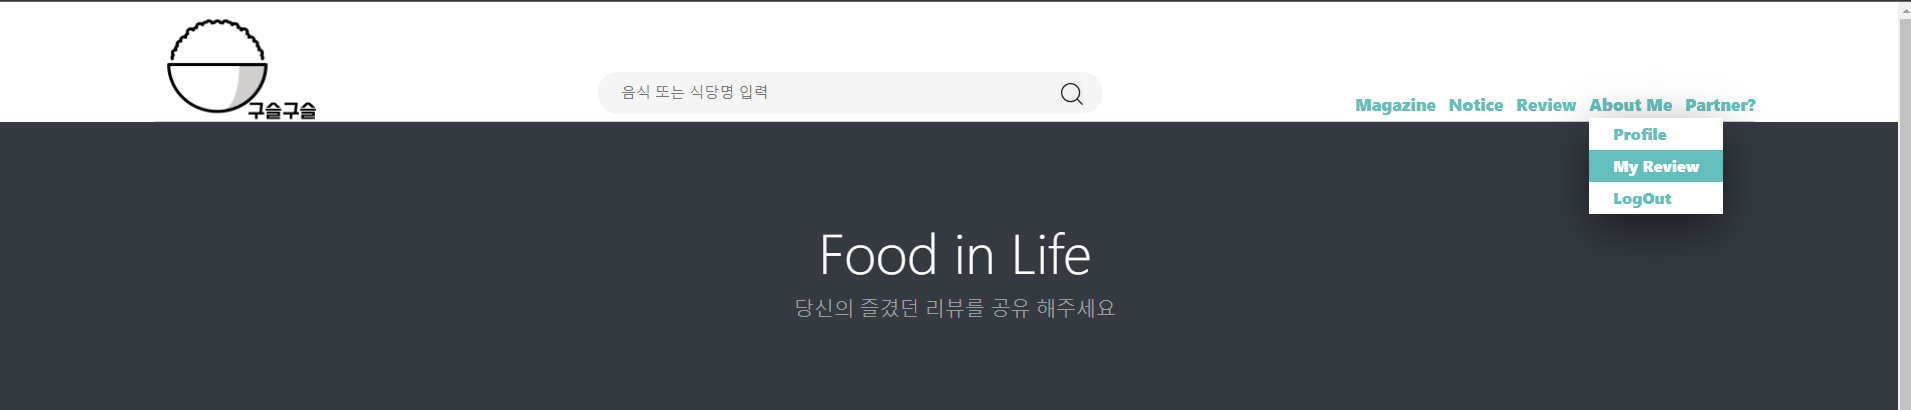 구슬구슬
음식 또는 식당명 입력
Magazine Notice Review About Me Partner?
Profile
My Review
LogOut
Food in Life
당신의 즐겼던 리뷰를 공유 해주세요